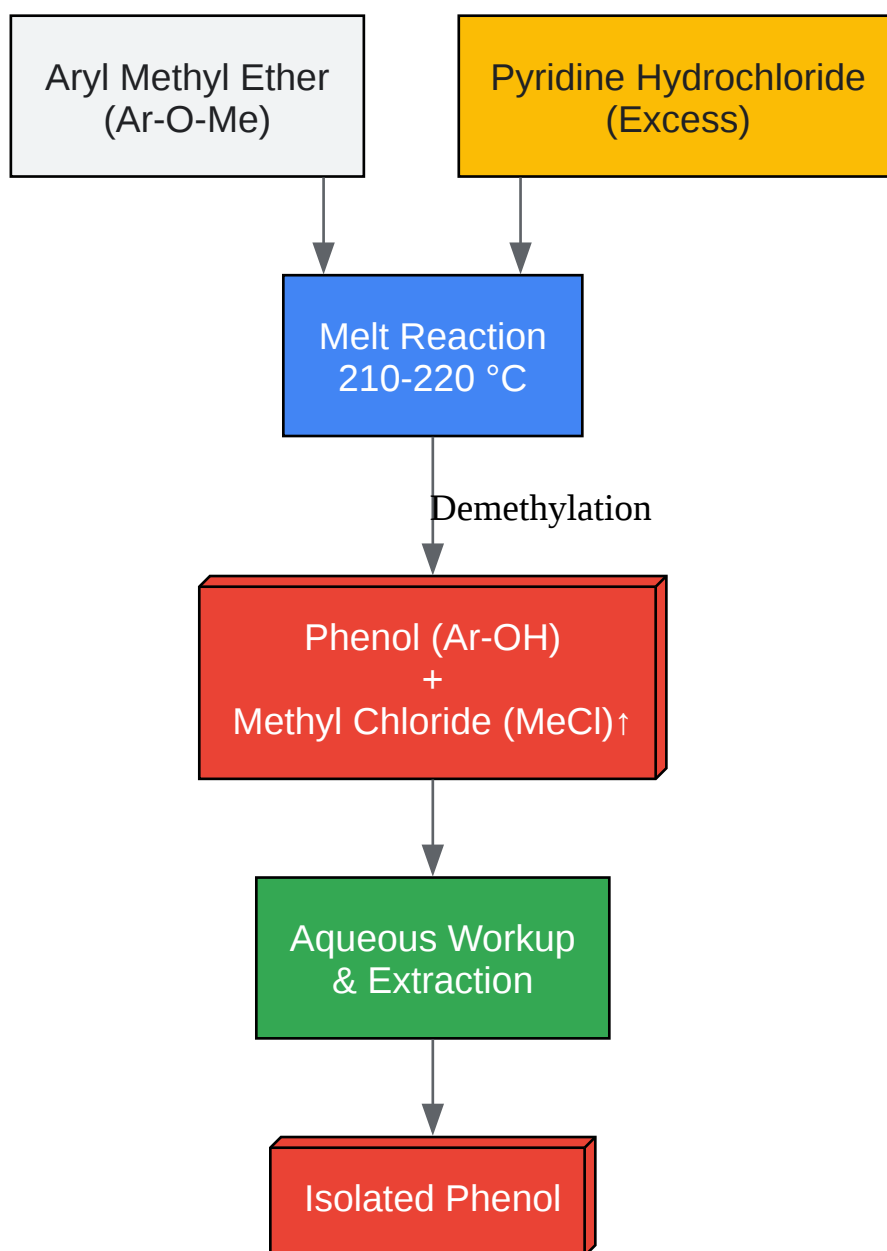 Aryl Methyl Ether
(Ar-O-Me)
Pyridine Hydrochloride
(Excess)
Melt Reaction
210-220 °C
Demethylation
Phenol (Ar-OH)
+
Methyl Chloride (MeCl)↑
Aqueous Workup
& Extraction
Isolated Phenol